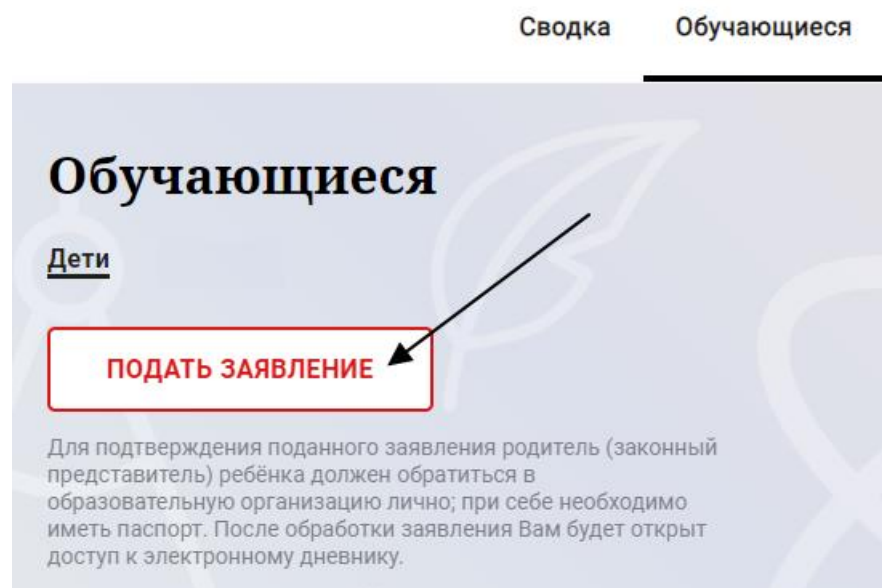 Сводка Обучающиеся
Обучающиеся
Дети
ПОДАТЬ ЗАЯВЛЕНИЕ
Для подтверждения поданного заявления родитель (законный
представитель) ребёнка должен обратиться в
образовательную организацию лично; при себе необходимо
иметь паспорт. После обработки заявления Вам будет открыт
доступ к электронному дневнику.